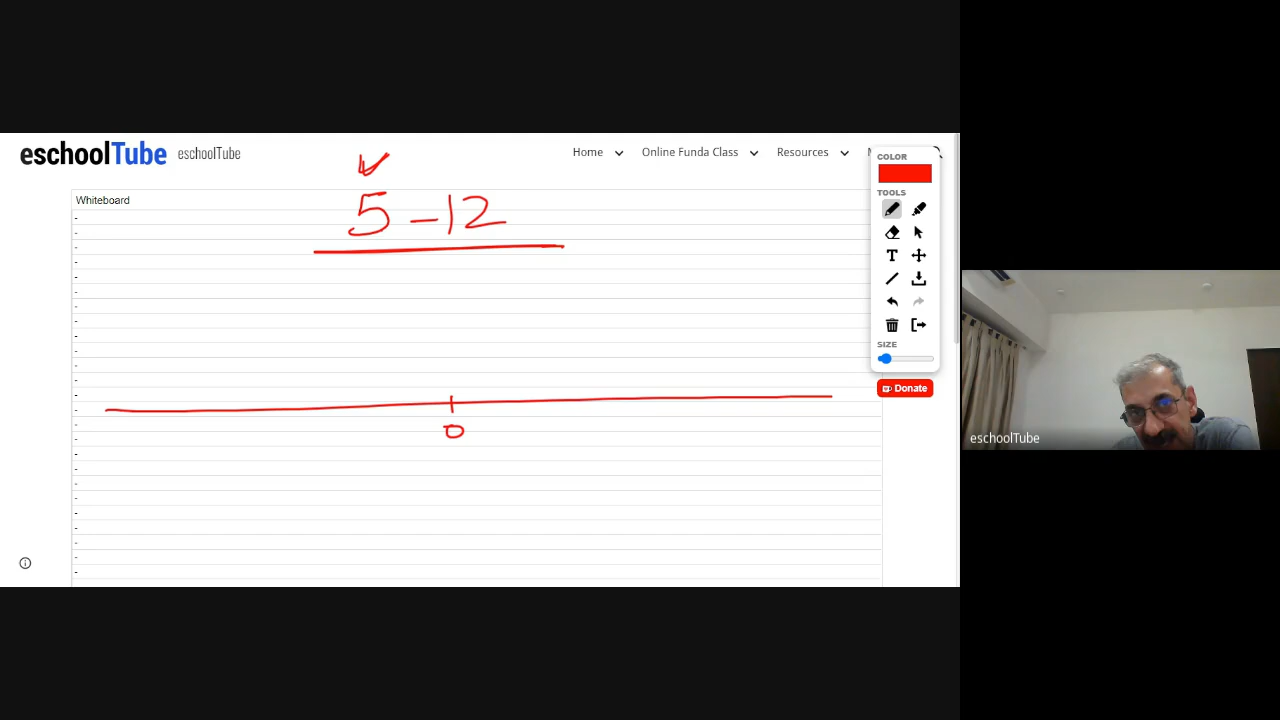 eschoolTube eschoolTube Home Online Funda Class Resources
COLOR
Whiteboard
TOOLS
5 - 12
T
SIZE
Donate
0
eschoolTube